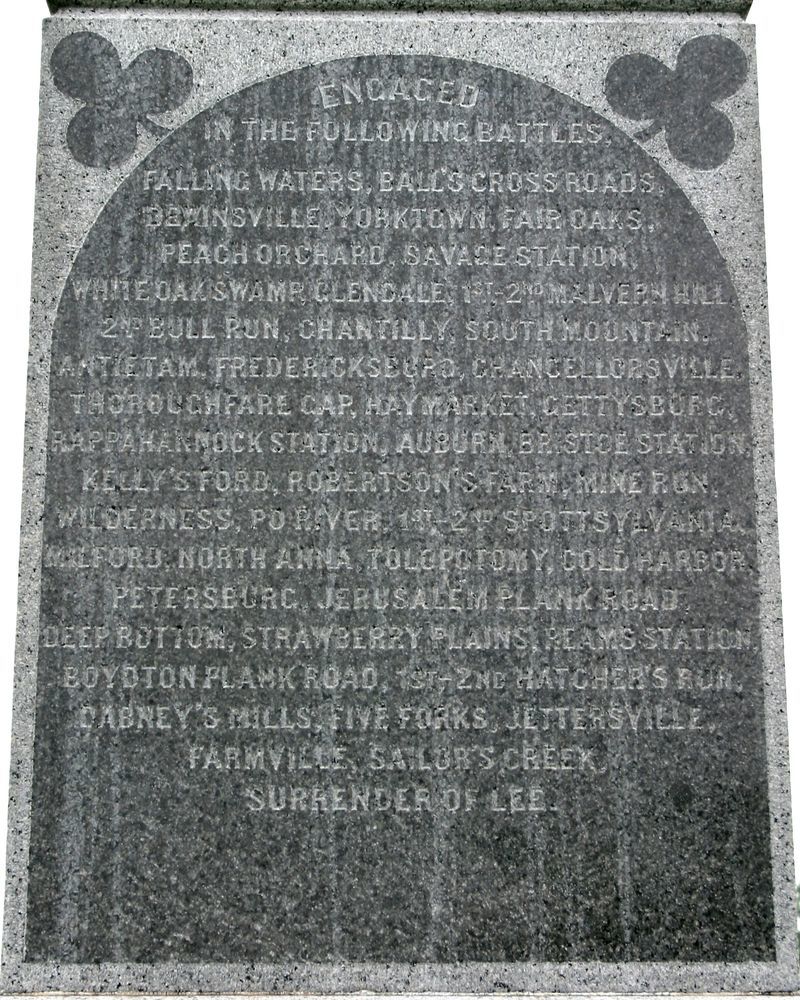 ENGAGED
IN THE FOLLOWING BATTLES.
FALLING WATERS, BALL'S CROSS ROADS,
LEWINSVILLE, YORKTOWN, FAIR OAKS,
PEACH ORCHARD, SAVAGE STATION,
WHITE OAK SWAMP, GLENDALE, 1ST-2ND MALVERN HILL,
2ND BULL RUN, CHANTILLY, SOUTH MOUNTAIN,
ANTIETAM, FREDERICKSBURG, CHANCELLORSVILLE,
THOROUGHFARE GAP, HAYMARKET, GETTYSBURG,
RAPPAHANNOCK STATION, AUBURN, BRISTOE STATION,
KELLY'S FORD, ROBERTSON'S FARM, MINE RUN,
WILDERNESS, PO RIVER, 1ST-2ND SPOTTSYLVANIA,
MILFORD, NORTH ANNA, TOLOPOTOMY, COLD HARBOR,
PETERSBURG, JERUSALEM PLANK ROAD,
DEEP BOTTOM, STRAWBERRY PLAINS, REAMS STATION,
BOYDTON PLANK ROAD, 1ST-2ND HATCHER'S RUN,
DABNEY'S MILLS, FIVE FORKS, JETTERSVILLE,
FARMVILLE, SAILOR'S CREEK,
SURRENDER OF LEE.